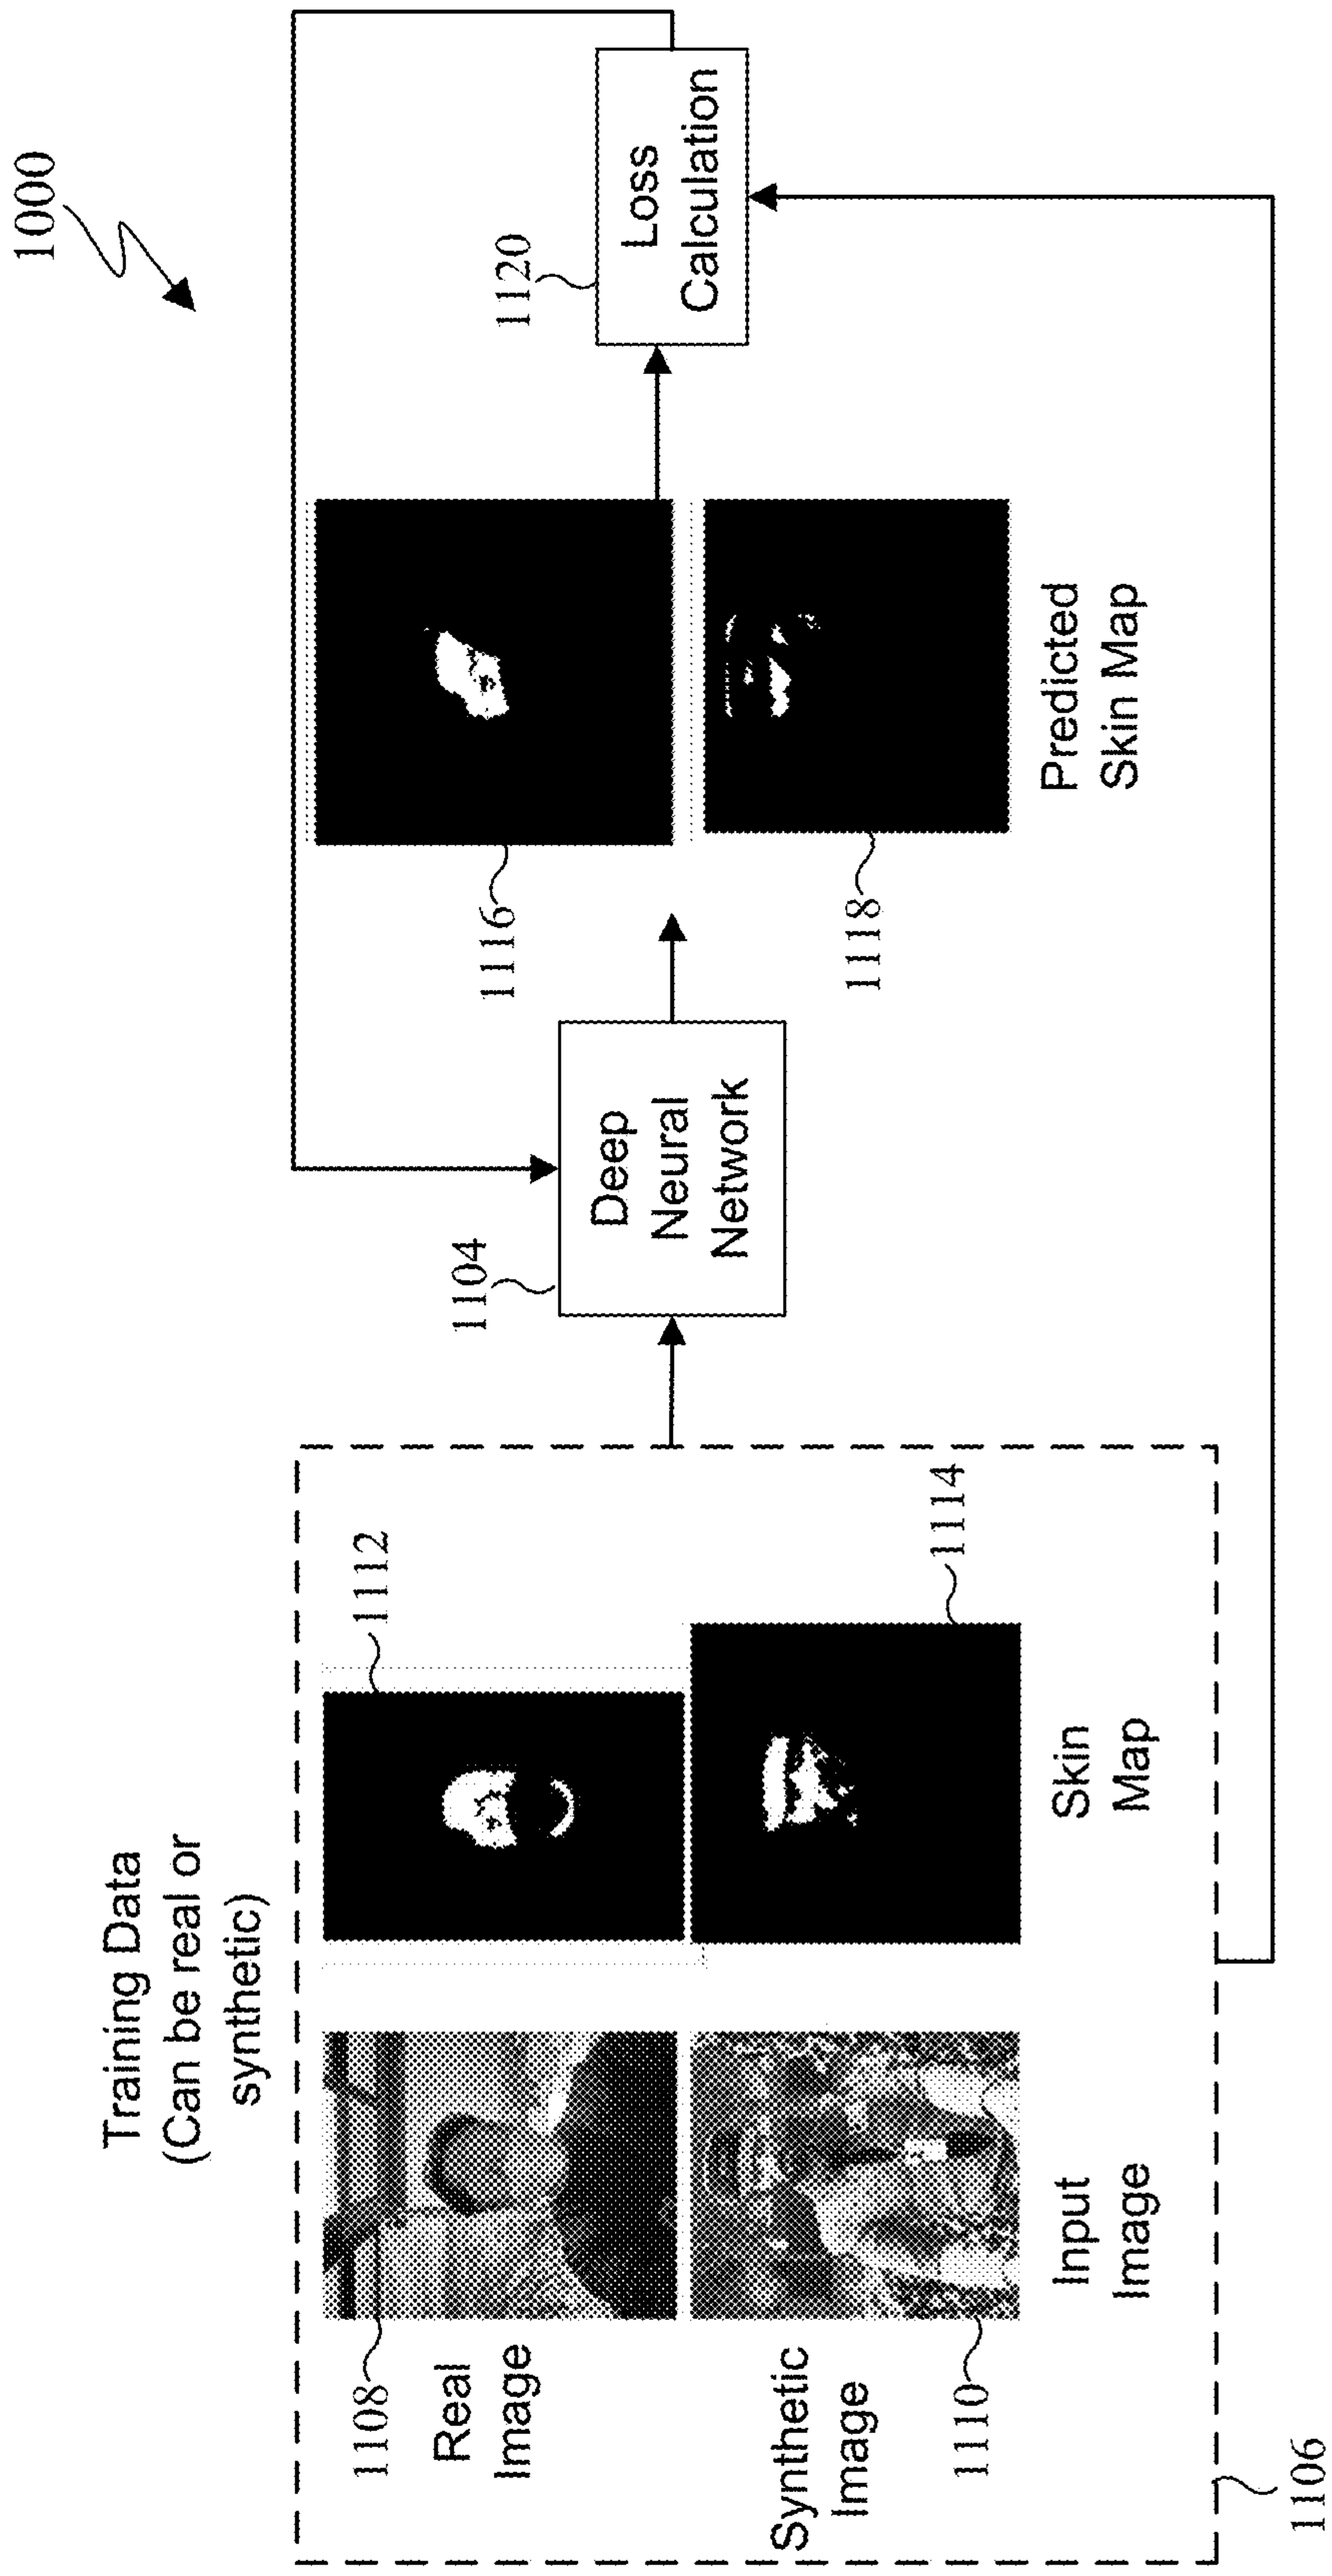 1000
Training Data
(Can be real or
synthetic)
1108
Real
Image
Synthetic
Image
1110
1112
1114
Input
Image
Skin
Map
1106
1104
Deep
Neural
Network
1116
1118
Predicted
Skin Map
1120
Loss
Calculation